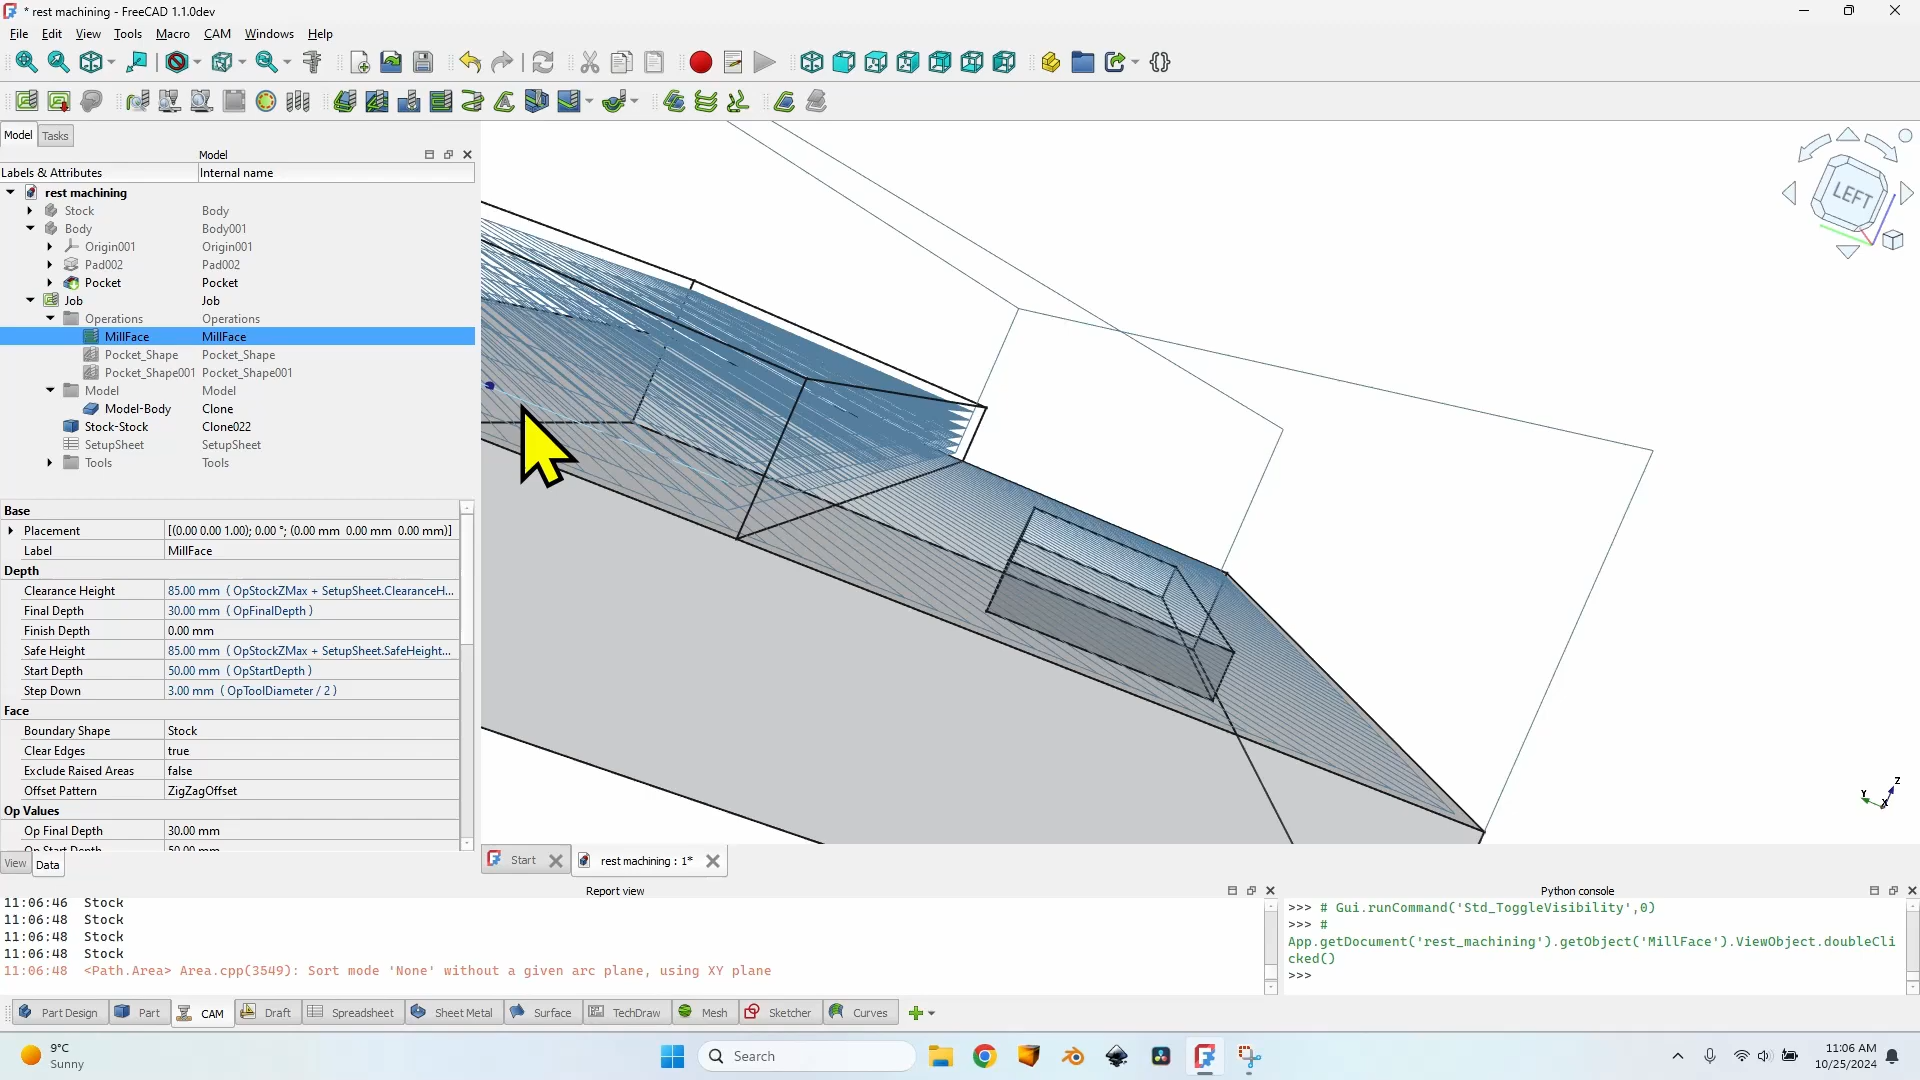 * rest machining - FreeCAD 1.1.0dev
File Edit View Tools Macro CAM Windows Help
Model Tasks
Model
Labels & Attributes Internal name
rest machining
Stock Body
Body Body001
Origin001 Origin001
Pad002 Pad002
Pocket Pocket
Job Job
Operations Operations
MillFace MillFace
Pocket_Shape Pocket_Shape
Pocket_Shape001 Pocket_Shape001
Model Model
Model-Body Clone
Stock-Stock Clone022
SetupSheet SetupSheet
Tools Tools
Base
Placement [(0.00 0.00 1.00); 0.00 °; (0.00 mm 0.00 mm 0.00 mm)]
Label MillFace
Depth
Clearance Height 85.00 mm ( OpStockZMax + SetupSheet.ClearanceH...
Final Depth 30.00 mm ( OpFinalDepth )
Finish Depth 0.00 mm
Safe Height 85.00 mm ( OpStockZMax + SetupSheet.SafeHeight...
Start Depth 50.00 mm ( OpStartDepth )
Step Down 3.00 mm ( OpToolDiameter / 2 )
Face
Boundary Shape Stock
Clear Edges true
Exclude Raised Areas false
Offset Pattern ZigZagOffset
Op Values
Op Final Depth 30.00 mm
Op Start Depth 50.00 mm
View Data
LEFT
Z
Y
X
Start rest machining : 1*
Report view
11:06:46 Stock
11:06:48 Stock
11:06:48 Stock
11:06:48 Stock
11:06:48 <Path.Area> Area.cpp(3549): Sort mode 'None' without a given arc plane, using XY plane
Python console
>>> # Gui.runCommand('Std_ToggleVisibility',0)
>>> #
App.getDocument('rest_machining').getObject('MillFace').ViewObject.doubleCli
cked()
>>>
Part Design Part CAM Draft Spreadsheet Sheet Metal Surface TechDraw Mesh Sketcher Curves
9°C
Sunny
Search
11:06 AM
10/25/2024